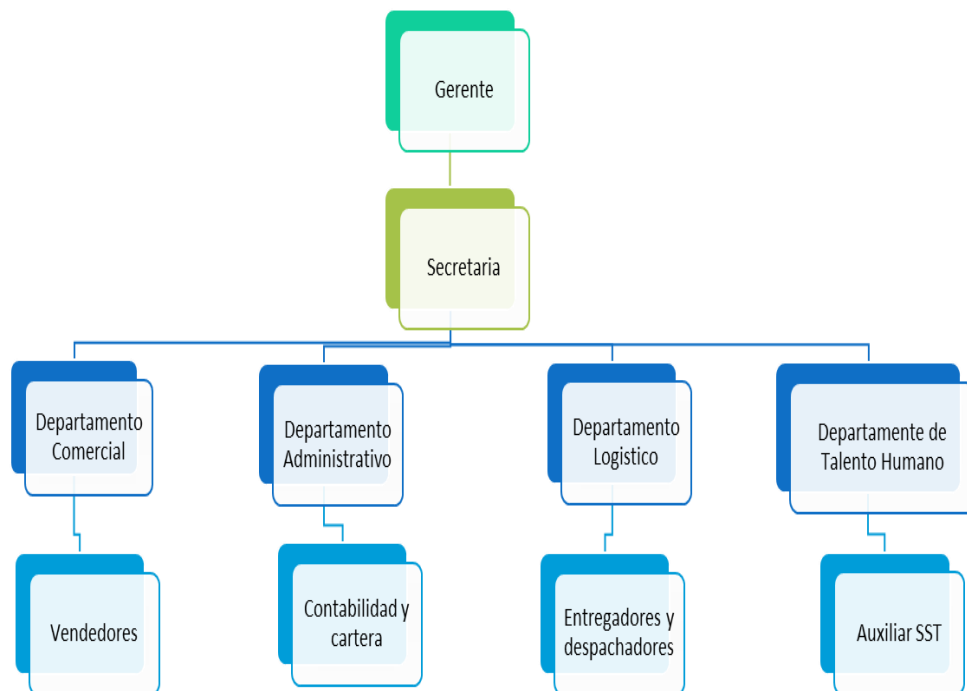 Gerente
Secretaria
Departamento
Comercial
Departamento
Administrativo
Departamento
Logistico
Departamente de
Talento Humano
Vendedores
Contabilidad y
cartera
Entregadores y
despachadores
Auxiliar SST